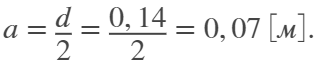 a = d/2 = 0,14/2 = 0,07 [м].